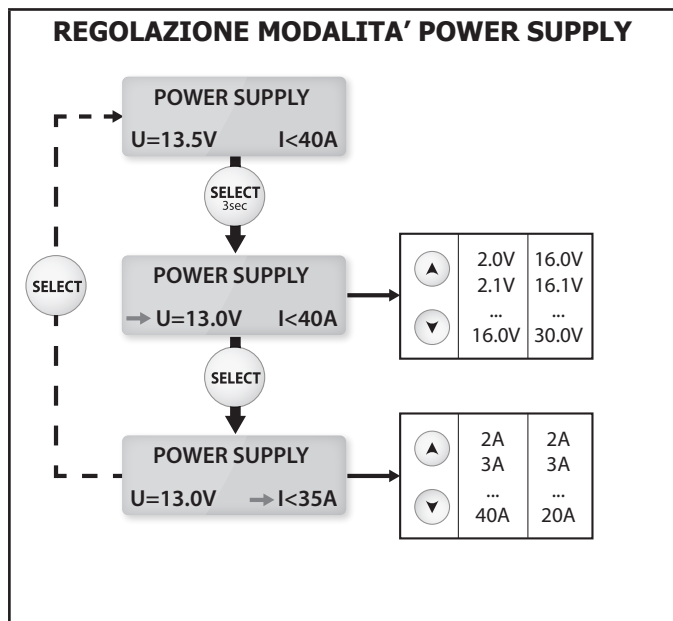 REGOLAZIONE MODALITA’ POWER SUPPLY
POWER SUPPLY
U=13.5V I<40A
SELECT
3sec
SELECT
POWER SUPPLY
U=13.0V I<40A
2.0V 16.0V
2.1V 16.1V
... ...
16.0V 30.0V
SELECT
POWER SUPPLY
U=13.0V I<35A
2A 2A
3A 3A
... ...
40A 20A